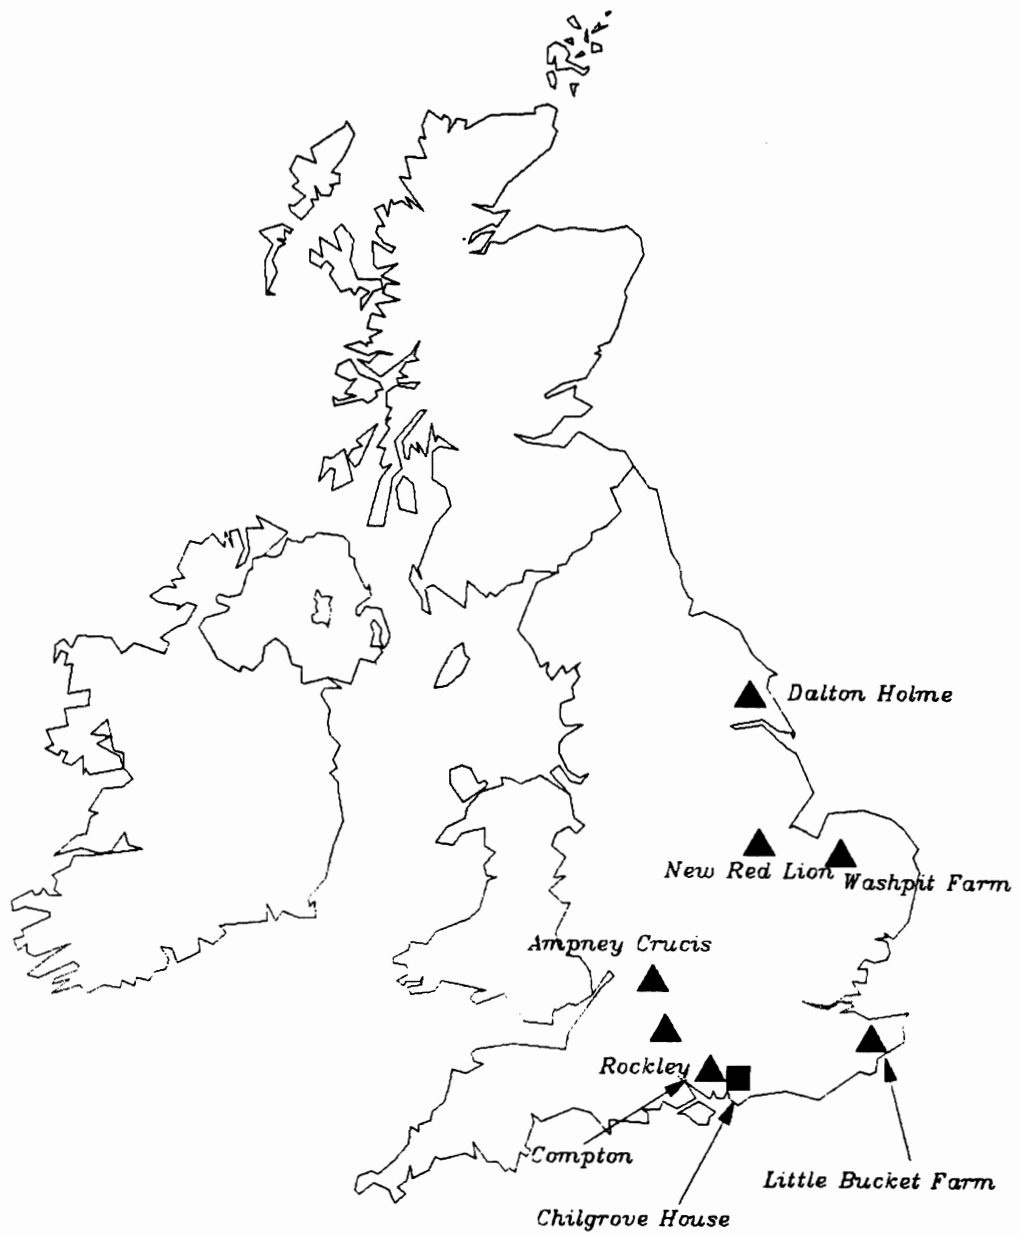 Dalton Holme
New Red Lion
Washpit Farm
Ampney Crucis
Rockley
Compton
Little Bucket Farm
Chilgrove House